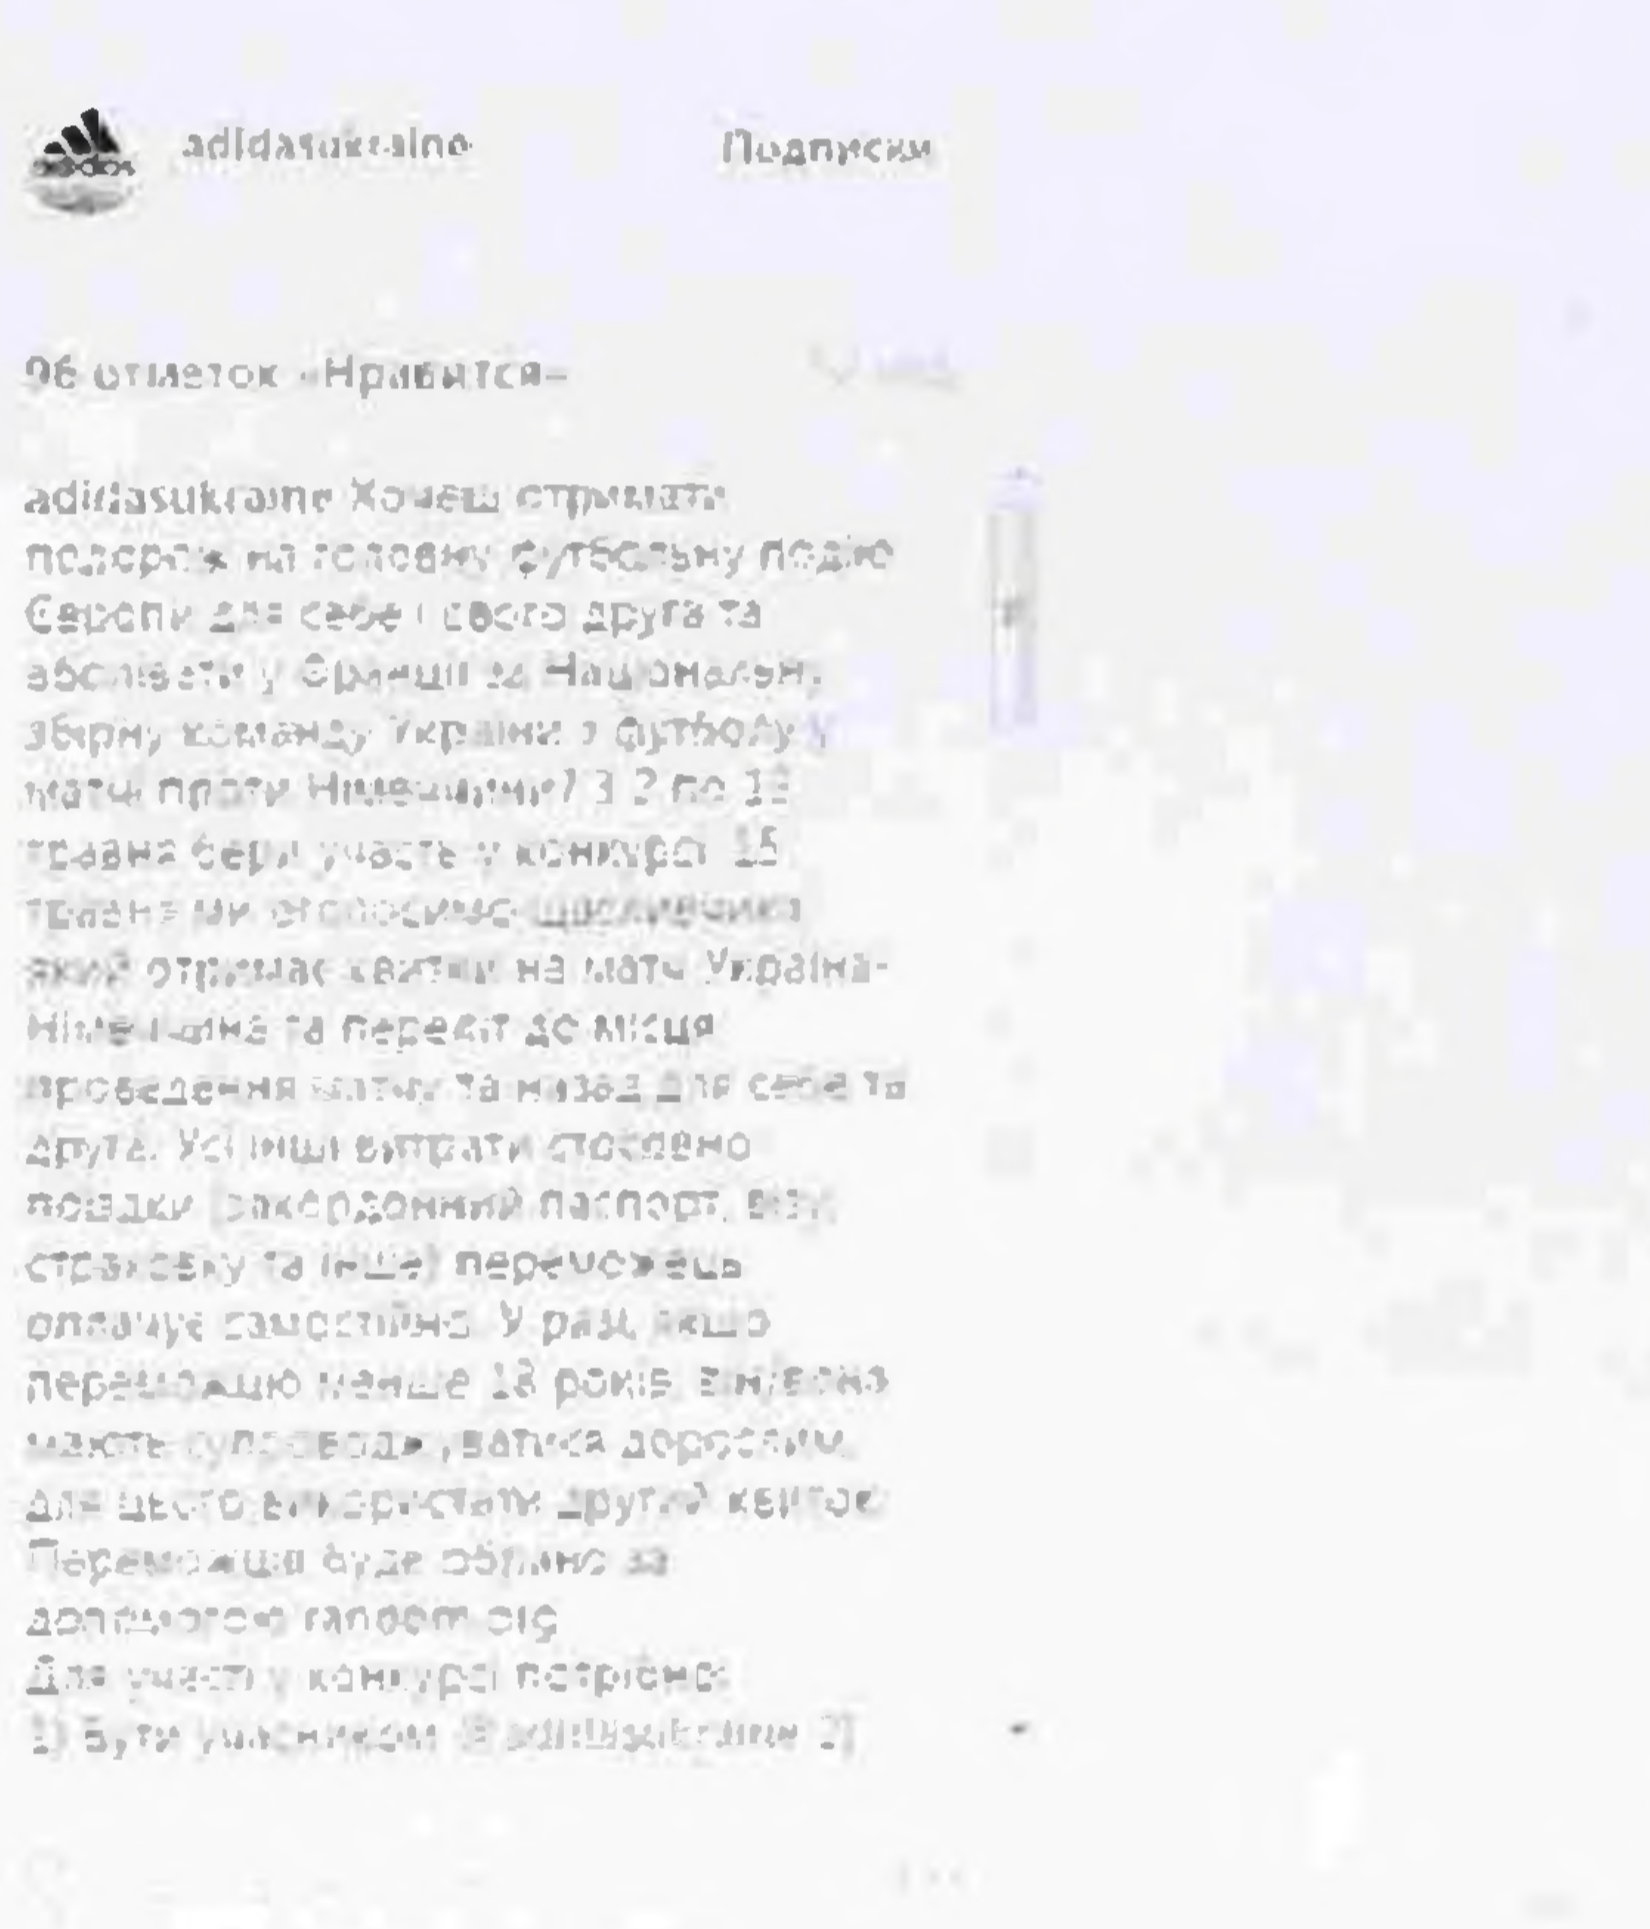 adidas
adidasukraine
Подписки
96 отметок «Нравится»
adidasukraine Хочеш отримати
подорож на головну футбольну подію
Європи для себе і свого друга та
вболівати у Франції за Національну
збірну команду України з футболу у
матчі проти Німеччини? З 2 по
травня бери участь у конкурсі 15
травня ми оголосимо щасливчика
який отримає квитки на матч Україна-
Німеччина та переліт до місця
проведення матчу та назад для себе та
друга. Усі інші витрати стосовно
поїздки (закордонний паспорт, візу,
страховку та інше) переможець
оплачує самостійно. У разі, якщо
переможцю менше 18 років, він/вона
мають супроводжуватися дорослим,
для цього використати другий квиток
Переможця буде обрано за
допомогою random org
Для участі у конкурсі потрібно:
1) Бути учасником @adidasukraine 2)